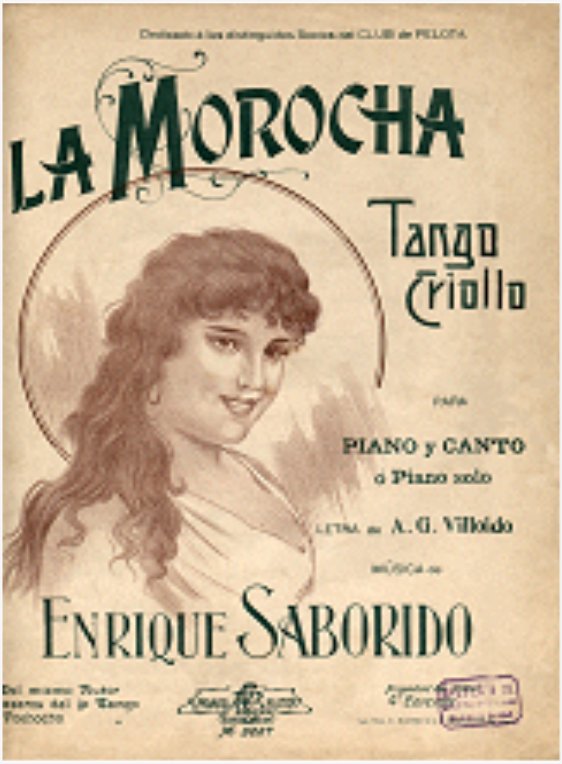 Dedicado á los distinguidos Socios del CLUB de PELOTA
LA MOROCHA
Tango
Criollo
PARA
PIANO y CANTO
ó Piano solo
LETRA de A. G. Villoldo
MÚSICA de
ENRIQUE SABORIDO
Del mismo Autor
Tango